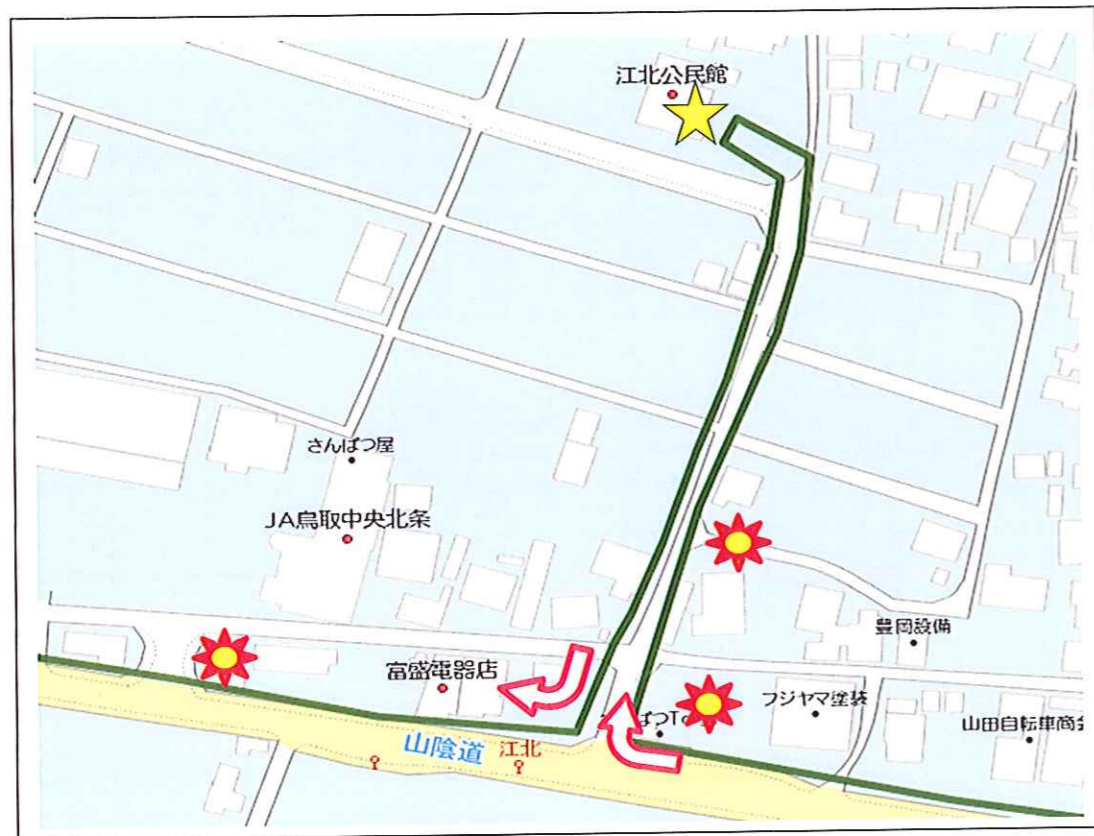 江北公民館
さんぱつ屋
JA鳥取中央北条
富盛電器店
豊岡設備
フジヤマ塗装
山田自転車商会
山陰道
江北